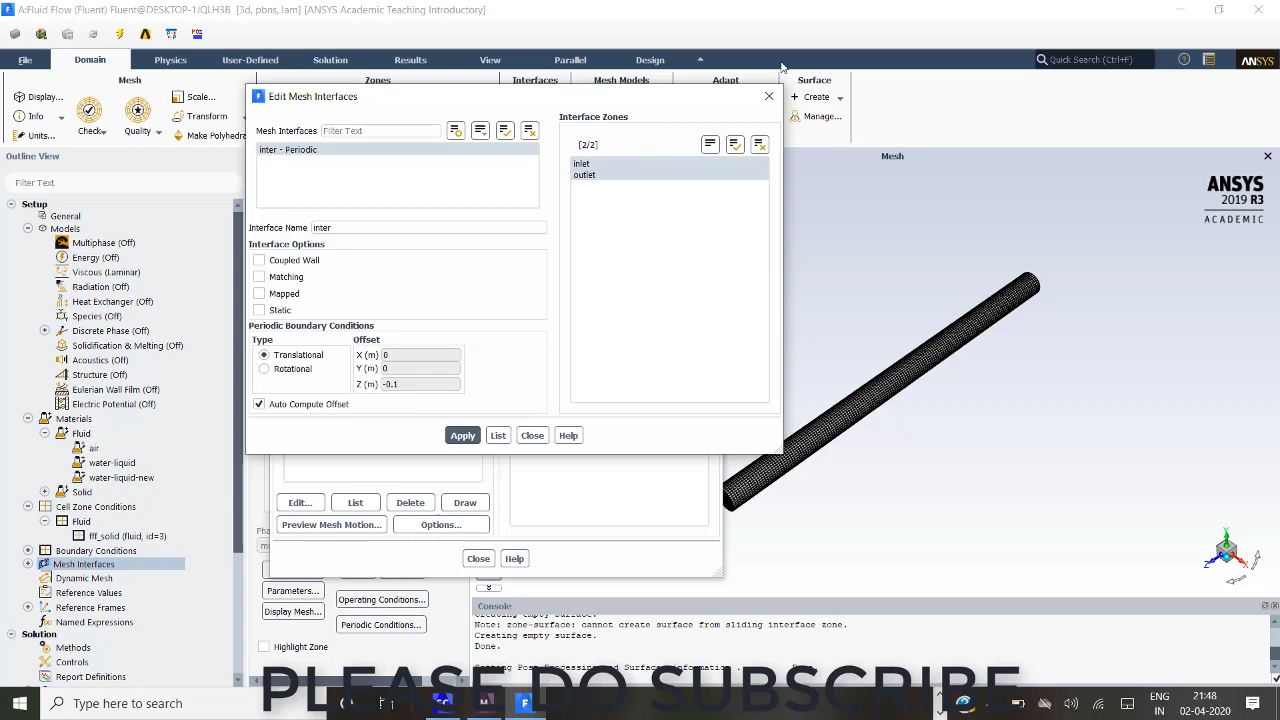 A:Fluid Flow (Fluent) Fluent@DESKTOP-1JQLH3B [3d, pbns, lam] [ANSYS Academic Teaching Introductory]
File Domain Physics User-Defined Solution Results View Parallel Design Quick Search (Ctrl+F) ANSYS
Mesh Zones Interfaces Mesh Models Adapt Surface
Display... Scale... Create
Info Check Quality Transform Manage...
Units... Make Polyhedra
Edit Mesh Interfaces
Mesh Interfaces Filter Text
inter - Periodic
Interface Name inter
Interface Options
Coupled Wall
Matching
Mapped
Static
Periodic Boundary Conditions
Type Offset
Translational X (m) 0
Rotational Y (m) 0
Z (m) -0.1
Auto Compute Offset
Interface Zones
[2/2]
inlet
outlet
Apply List Close Help
Edit... List Delete Draw
Preview Mesh Motion... Options...
Close Help
Parameters... Operating Conditions...
Display Mesh... Periodic Conditions...
Highlight Zone
Outline View
Filter Text
Setup
General
Models
Multiphase (Off)
Energy (Off)
Viscous (Laminar)
Radiation (Off)
Heat Exchanger (Off)
Species (Off)
Discrete Phase (Off)
Solidification & Melting (Off)
Acoustics (Off)
Structure (Off)
Eulerian Wall Film (Off)
Electric Potential (Off)
Materials
Fluid
air
water-liquid
water-liquid-new
Solid
Cell Zone Conditions
Fluid
fff_solid (fluid, id=3)
Boundary Conditions
Mesh Interfaces
Dynamic Mesh
Reference Values
Reference Frames
Named Expressions
Solution
Methods
Controls
Report Definitions
Mesh
ANSYS
2019 R3
ACADEMIC
Y
Z X
Console
Note: zone-surface: cannot create surface from sliding interface zone.
Creating empty surface.
Done.
PLEASE DO SUBSCRIBE
Type here to search
ENG
IN
21:48
02-04-2020